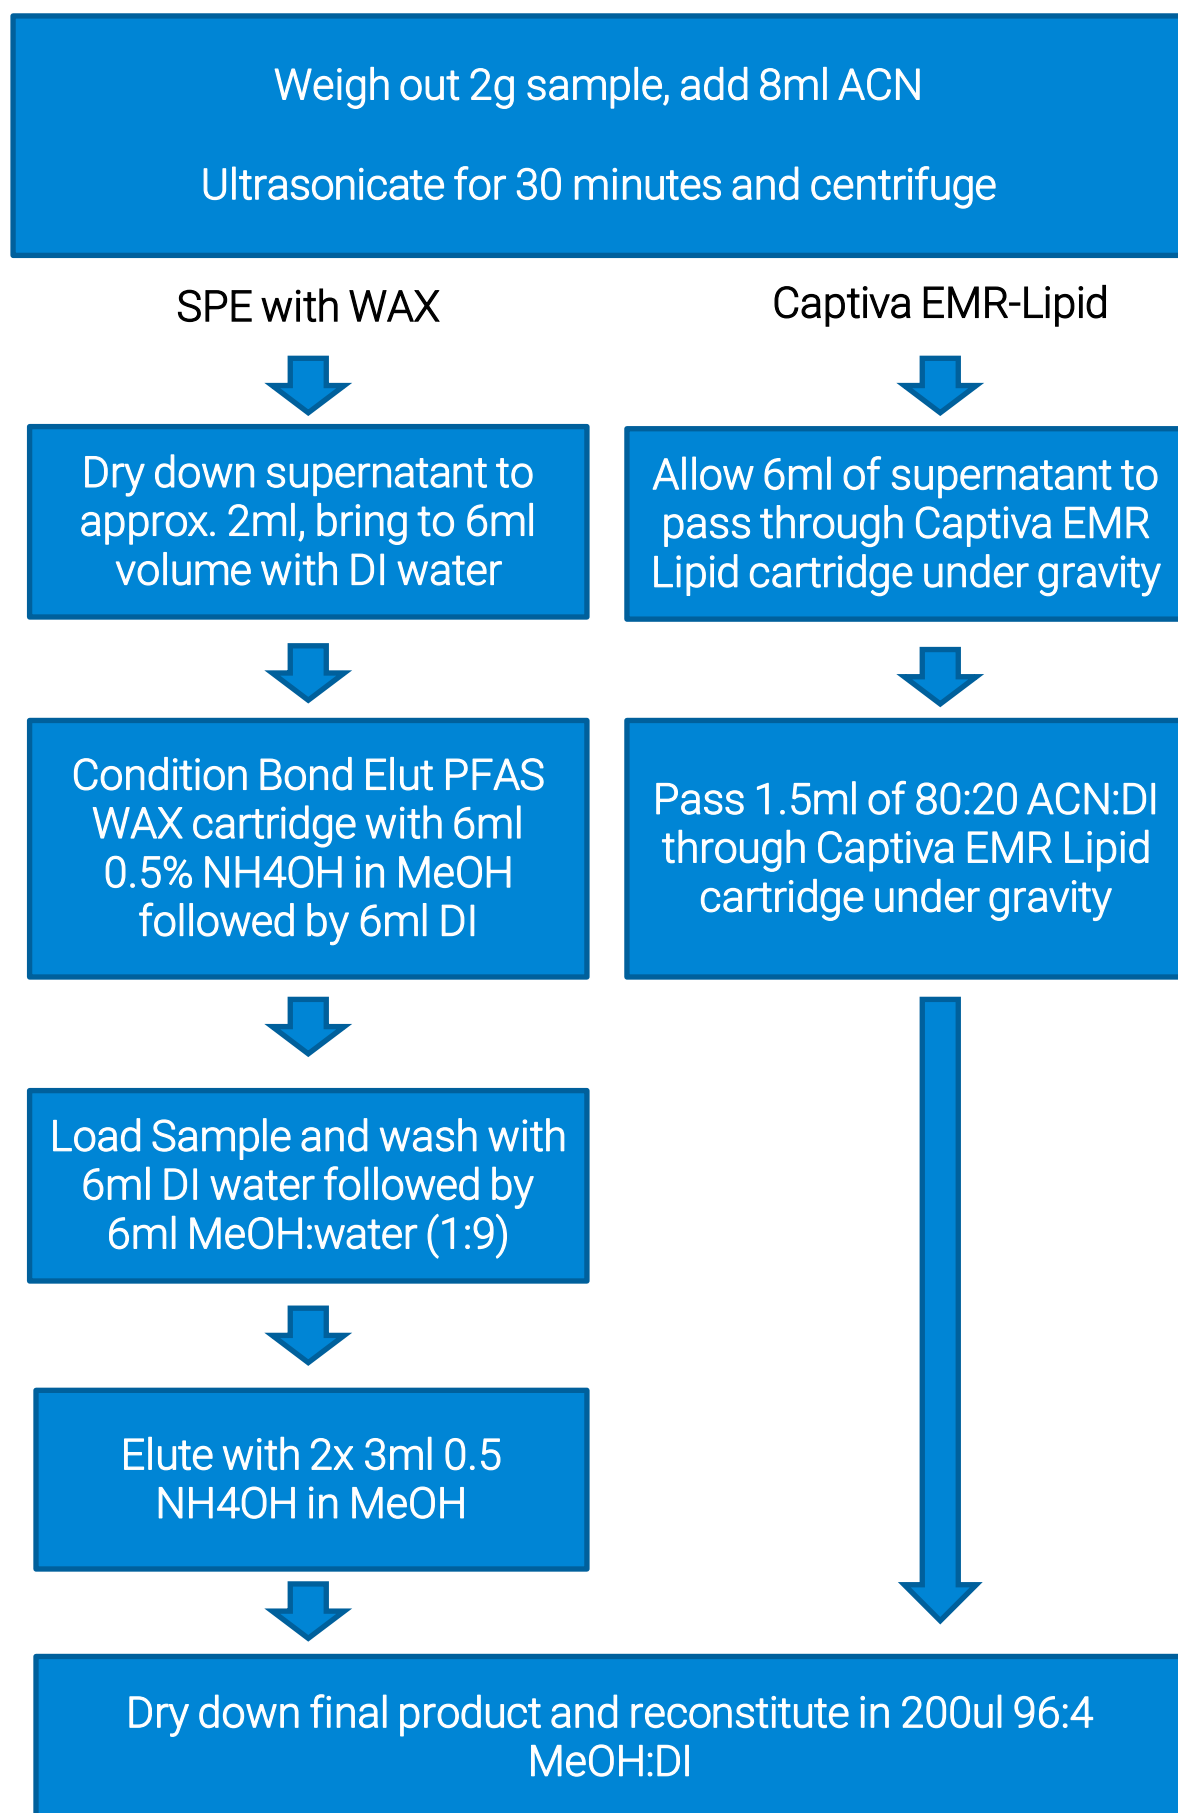 Weigh out 2g sample, add 8ml ACN
Ultrasonicate for 30 minutes and centrifuge
SPE with WAX
Captiva EMR-Lipid
Dry down supernatant to
approx. 2ml, bring to 6ml
volume with DI water
Allow 6ml of supernatant to
pass through Captiva EMR
Lipid cartridge under gravity
Condition Bond Elut PFAS
WAX cartridge with 6ml
0.5% NH4OH in MeOH
followed by 6ml DI
Pass 1.5ml of 80:20 ACN:DI
through Captiva EMR Lipid
cartridge under gravity
Load Sample and wash with
6ml DI water followed by
6ml MeOH:water (1:9)
Elute with 2x 3ml 0.5
NH4OH in MeOH
Dry down final product and reconstitute in 200ul 96:4
MeOH:DI